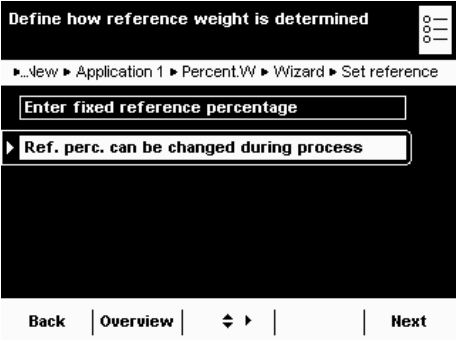 Define how reference weight is determined
...New ▸ Application 1 ▸ Percent.W ▸ Wizard ▸ Set reference
Enter fixed reference percentage
Ref. perc. can be changed during process
Back Overview Next